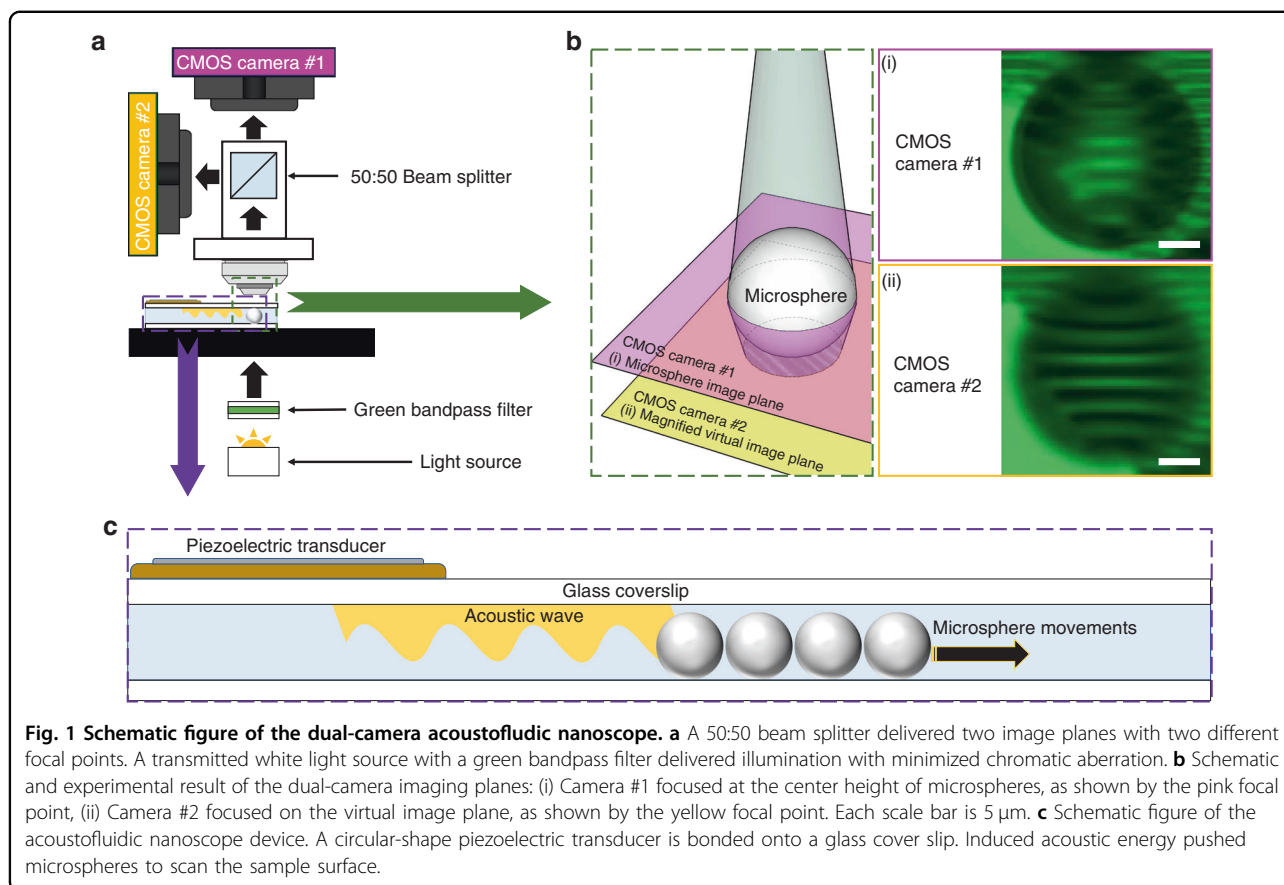 a
CMOS camera #1
CMOS camera #2
50:50 Beam splitter
Green bandpass filter
Light source
b
Microsphere
CMOS camera #1
(i) Microsphere image plane
CMOS camera #2
(ii) Magnified virtual image plane
(i)
CMOS
camera #1
(ii)
CMOS
camera #2
c
Piezoelectric transducer
Glass coverslip
Acoustic wave
Microsphere movements
Fig. 1 Schematic figure of the dual-camera acoustofludic nanoscope. a A 50:50 beam splitter delivered two image planes with two different
focal points. A transmitted white light source with a green bandpass filter delivered illumination with minimized chromatic aberration. b Schematic
and experimental result of the dual-camera imaging planes: (i) Camera #1 focused at the center height of microspheres, as shown by the pink focal
point, (ii) Camera #2 focused on the virtual image plane, as shown by the yellow focal point. Each scale bar is 5 μm. c Schematic figure of the
acoustofluidic nanoscope device. A circular-shape piezoelectric transducer is bonded onto a glass cover slip. Induced acoustic energy pushed
microspheres to scan the sample surface.